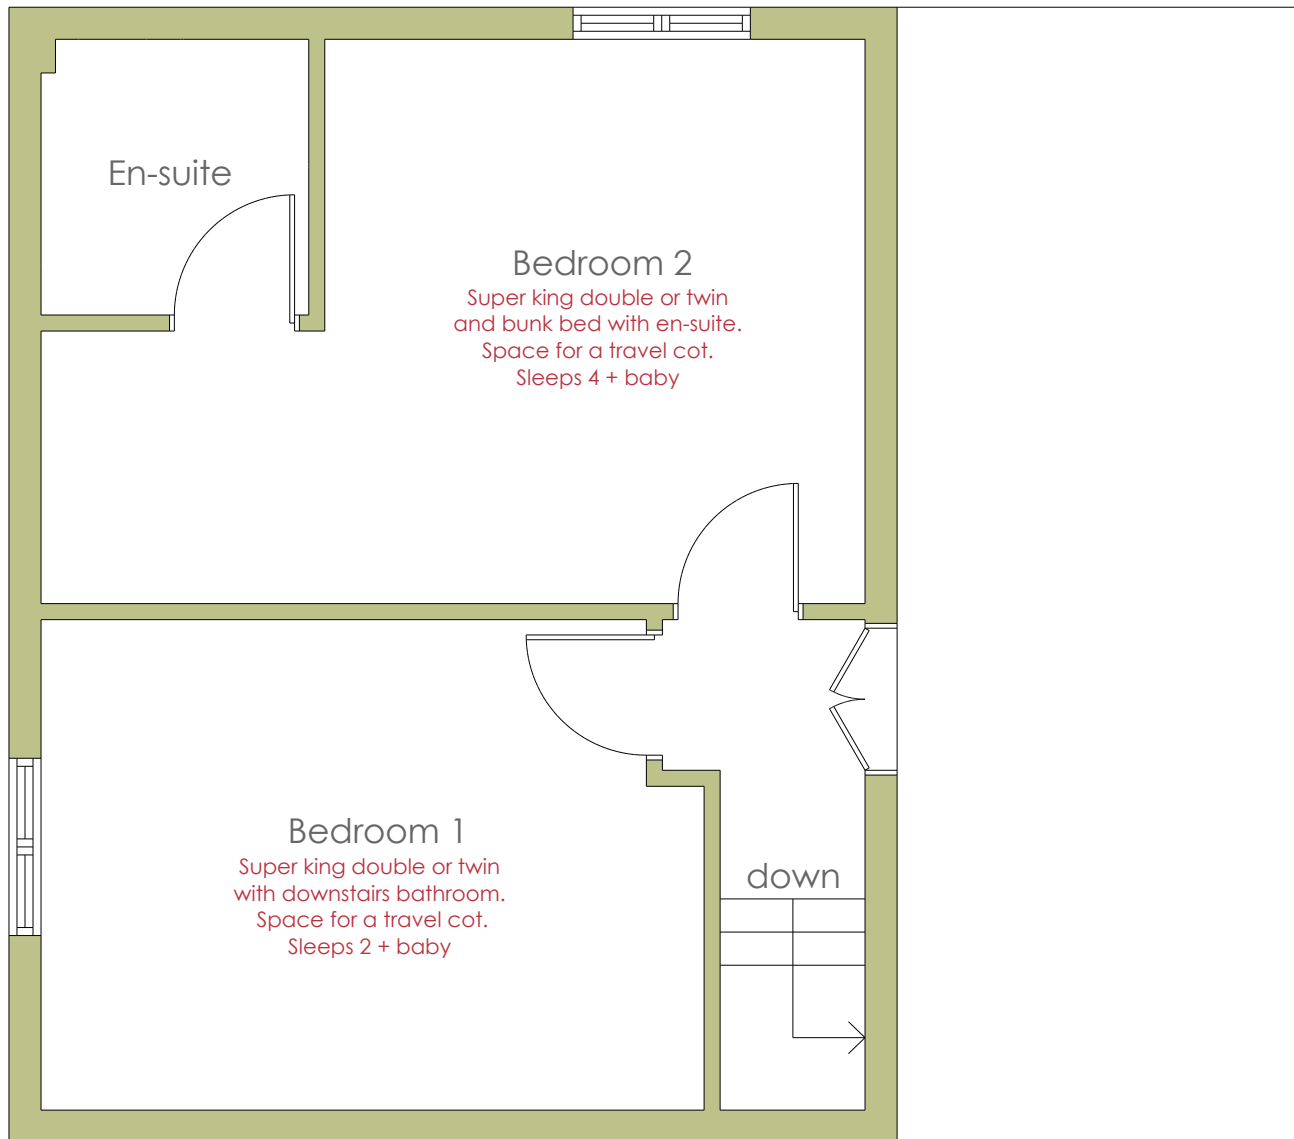 En-suite
Bedroom 2
Super king double or twin
and bunk bed with en-suite.
Space for a travel cot.
Sleeps 4 + baby
Bedroom 1
Super king double or twin
with downstairs bathroom.
Space for a travel cot.
Sleeps 2 + baby
down